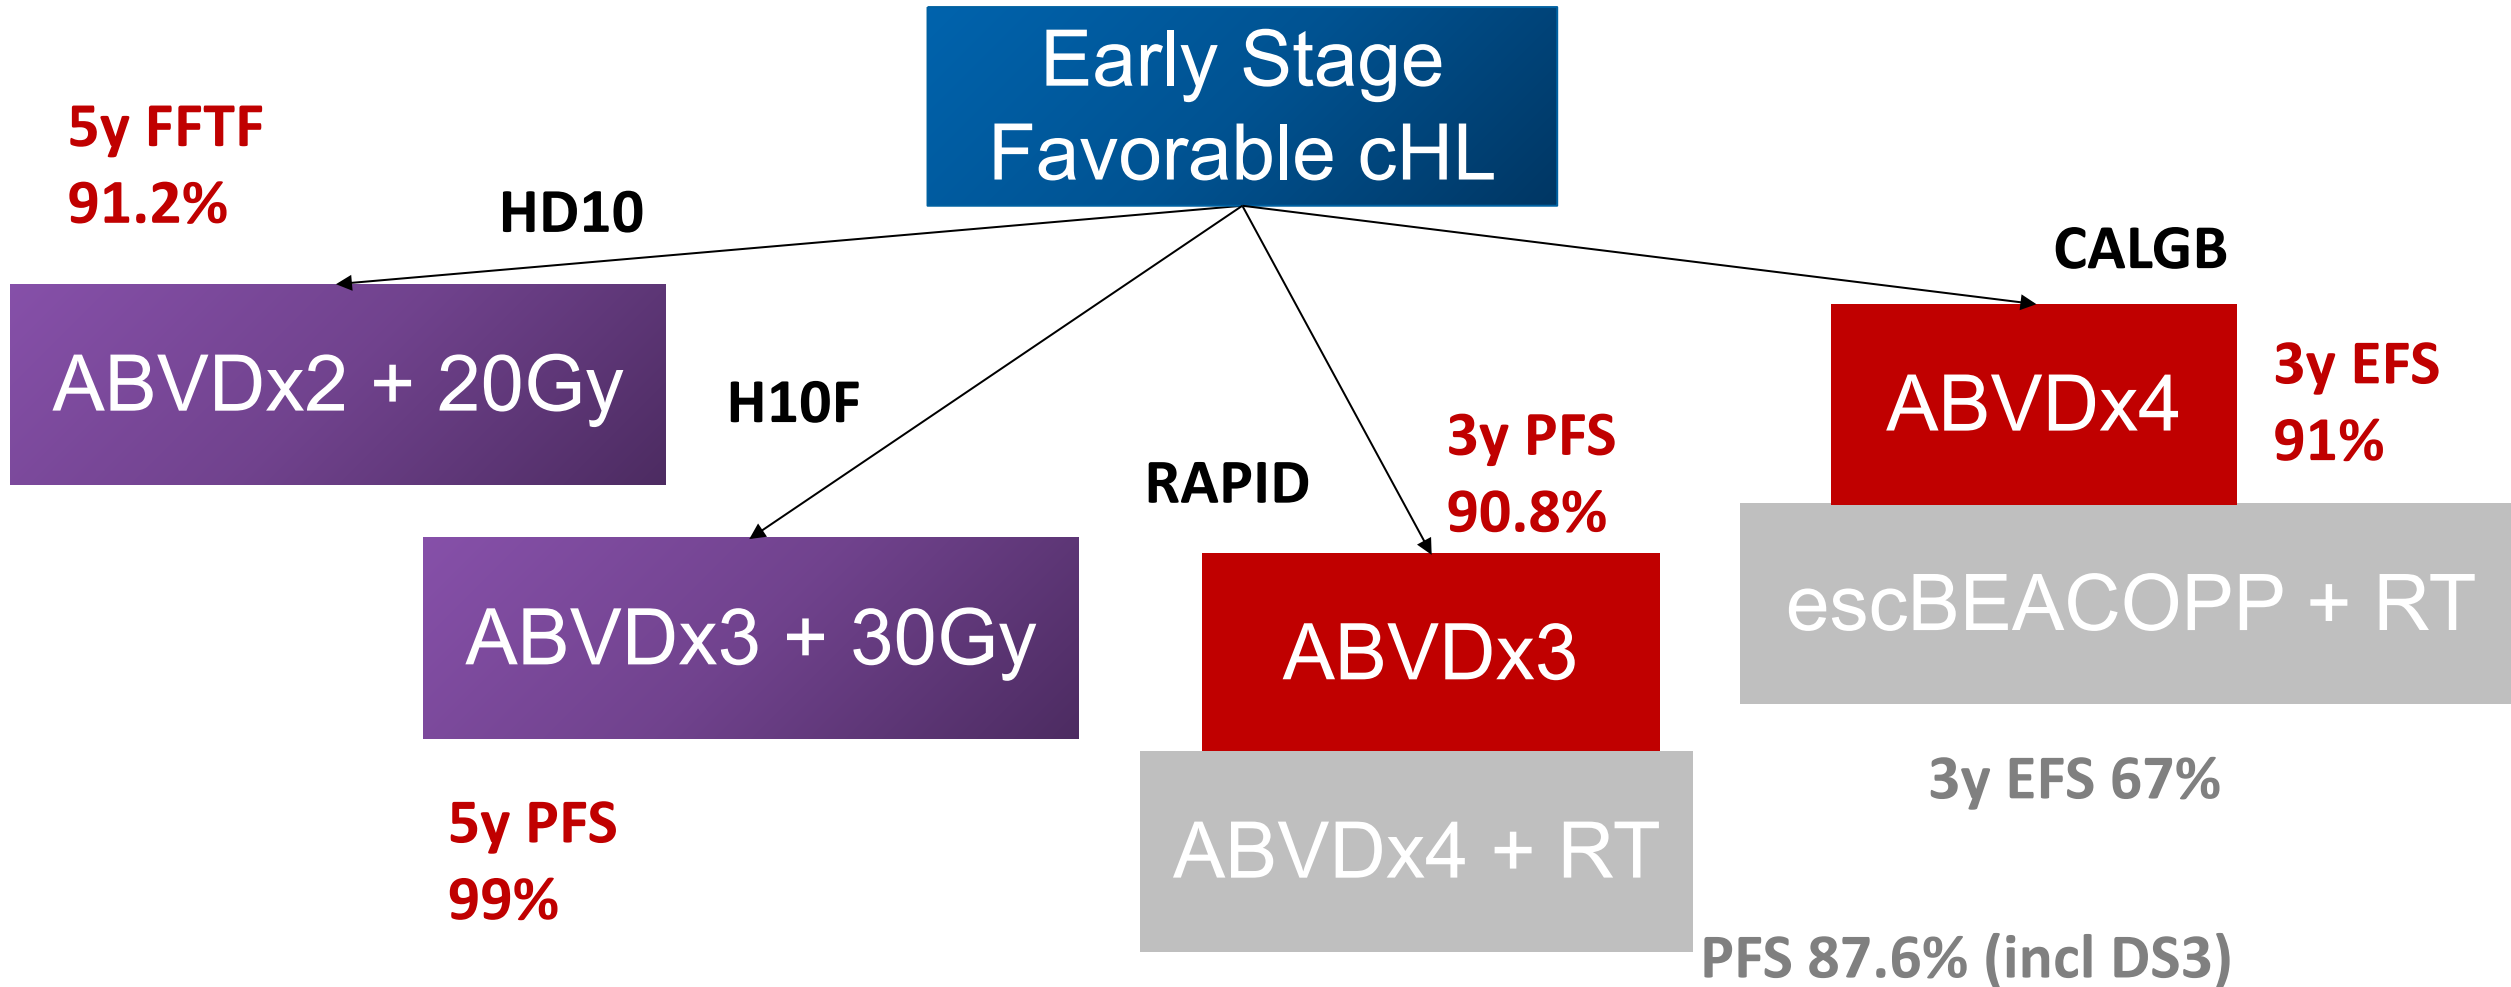 Early Stage
Favorable cHL
5y FFTF
91.2%
HD10
ABVDx2 + 20Gy
H10F
ABVDx3 + 30Gy
5y PFS
99%
RAPID
3y PFS
90.8%
ABVDx3
ABVDx4 + RT
PFS 87.6% (incl DS3)
CALGB
ABVDx4
3y EFS
91%
escBEACOPP + RT
3y EFS 67%